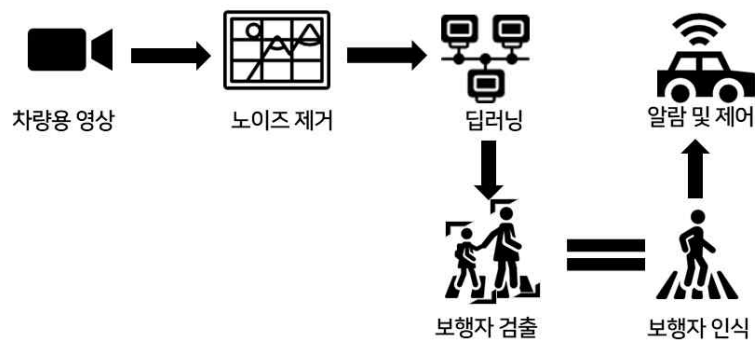 차량용 영상
노이즈 제거
딥러닝
알람 및 제어
보행자 검출
보행자 인식